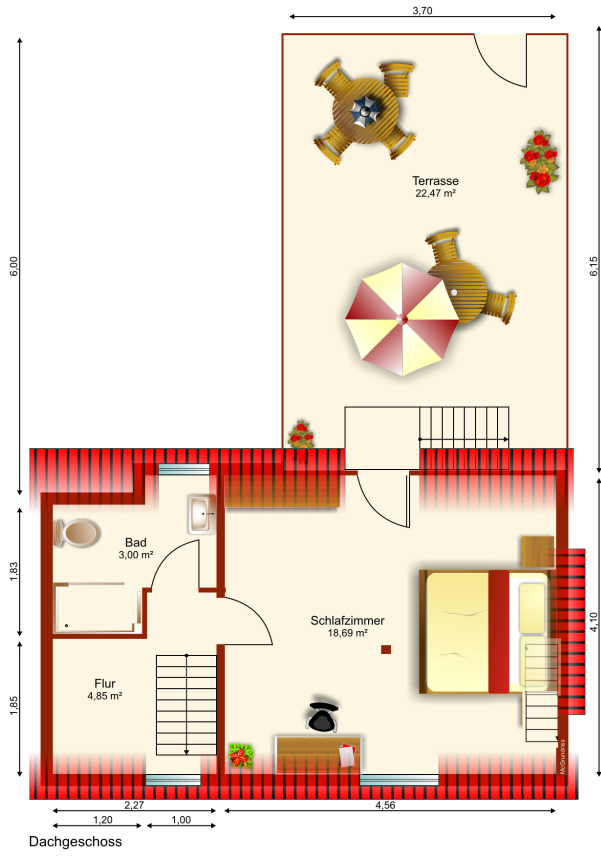 3,70
6,00
6,15
Terrasse
22,47 m²
Bad
3,00 m²
1,83
4,10
Schlafzimmer
18,69 m²
Flur
4,85 m²
1,85
McGrundriss
2,27
4,56
1,20
1,00
Dachgeschoss